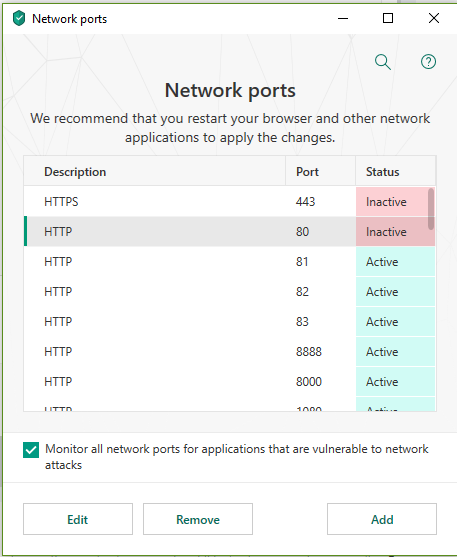 Network ports
Network ports
We recommend that you restart your browser and other network
applications to apply the changes.
Description Port Status
HTTPS 443 Inactive
HTTP 80 Inactive
HTTP 81 Active
HTTP 82 Active
HTTP 83 Active
HTTP 8888 Active
HTTP 8000 Active
HTTP 1080 Active
Monitor all network ports for applications that are vulnerable to network
attacks
Edit Remove Add